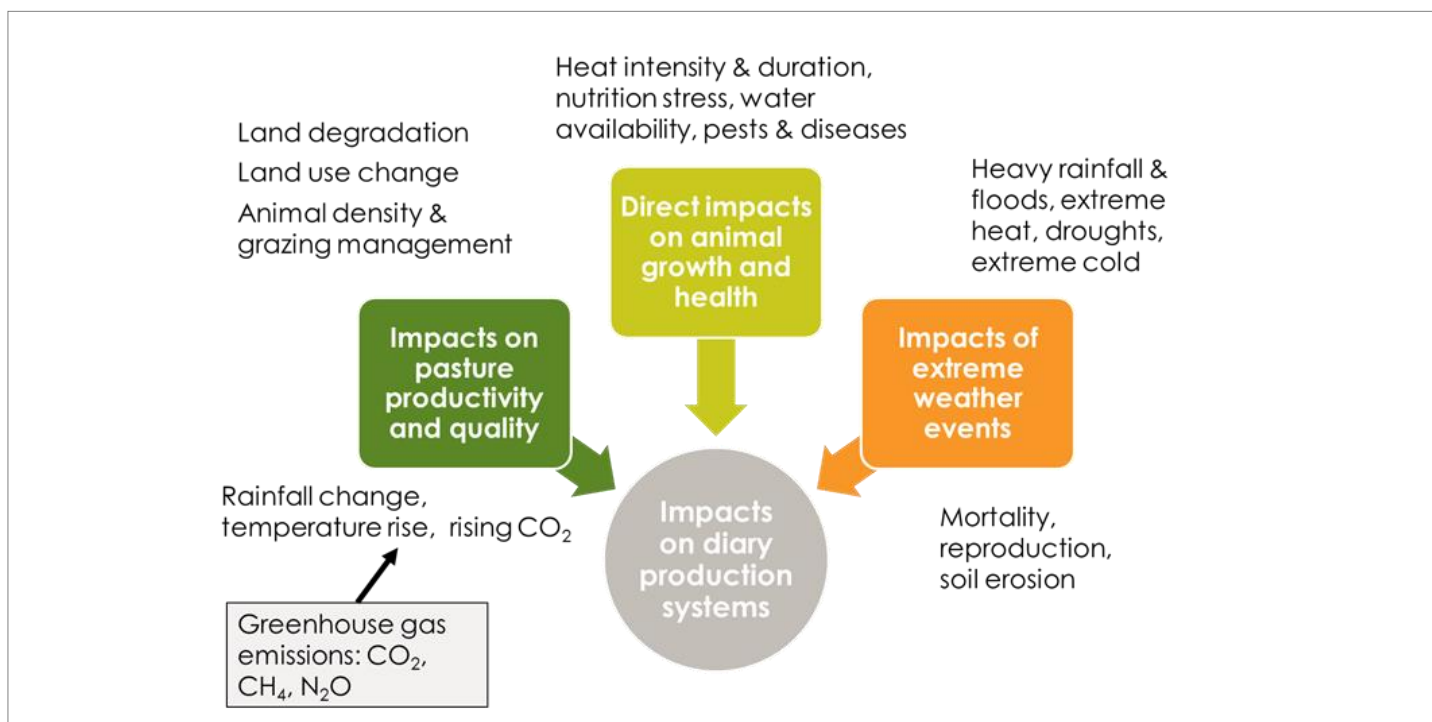 Heat intensity & duration,
nutrition stress, water
availability, pests & diseases
Land degradation
Land use change
Animal density &
grazing management
Heavy rainfall &
floods, extreme
heat, droughts,
extreme cold
Direct impacts
on animal
growth and
health
Impacts on
pasture
productivity
and quality
Impacts of
extreme
weather
events
Rainfall change,
temperature rise, rising CO₂
Impacts
on diary
production
systems
Mortality,
reproduction,
soil erosion
Greenhouse gas
emissions: CO₂,
CH₄, N₂O